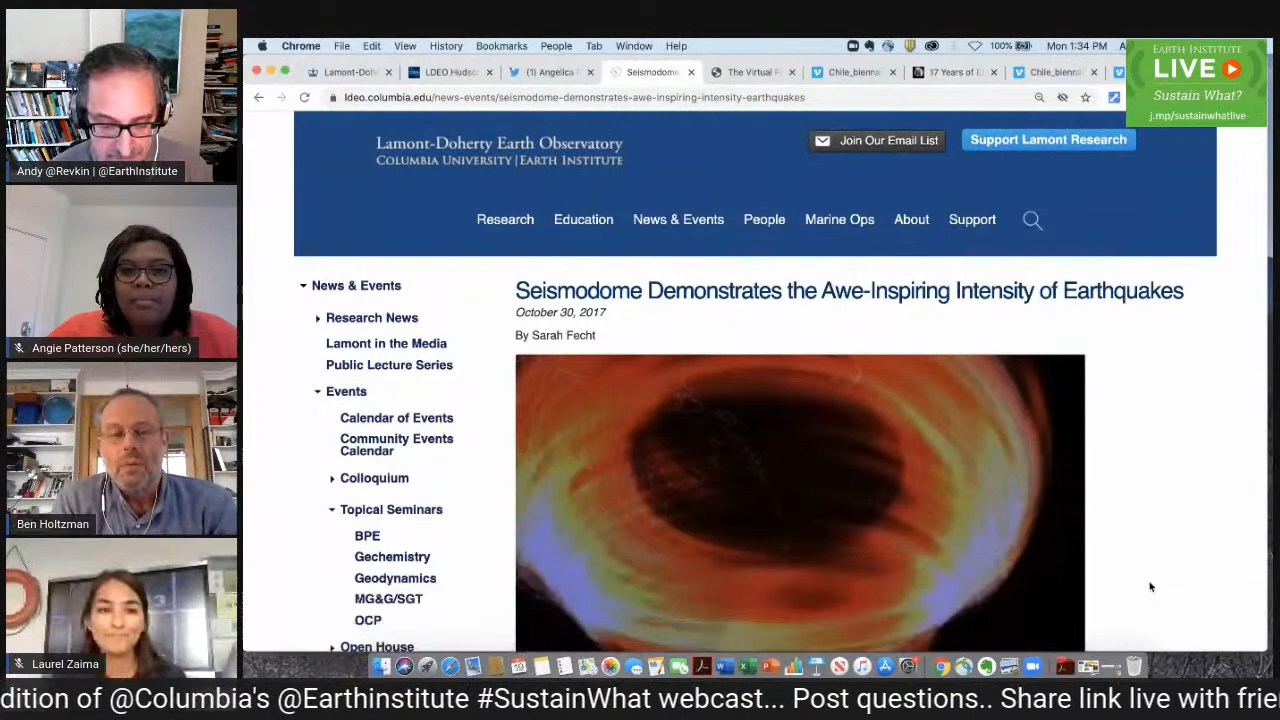 Andy @Revkin | @EarthInstitute
Angie Patterson (she/her/hers)
Ben Holtzman
Laurel Zaima
Chrome File Edit View History Bookmarks People Tab Window Help
100%
Mon 1:34 PM
Lamont-Doh
LDEO Hudso
(1) Angelica
Seismodome
The Virtual F
Chile_bienna
17 Years of E
Chile_bienna
ldeo.columbia.edu/news-events/seismodome-demonstrates-awe-inspiring-intensity-earthquakes
EARTH INSTITUTE
LIVE
Sustain What?
j.mp/sustainwhatlive
Lamont-Doherty Earth Observatory
COLUMBIA UNIVERSITY | EARTH INSTITUTE
Join Our Email List
Support Lamont Research
Research Education News & Events People Marine Ops About Support
News & Events
Research News
Lamont in the Media
Public Lecture Series
Events
Calendar of Events
Community Events
Calendar
Colloquium
Topical Seminars
BPE
Gechemistry
Geodynamics
MG&G/SGT
OCP
Open House
Seismodome Demonstrates the Awe-Inspiring Intensity of Earthquakes
October 30, 2017
By Sarah Fecht
dition of @Columbia's @Earthinstitute #SustainWhat webcast... Post questions.. Share link live with frie